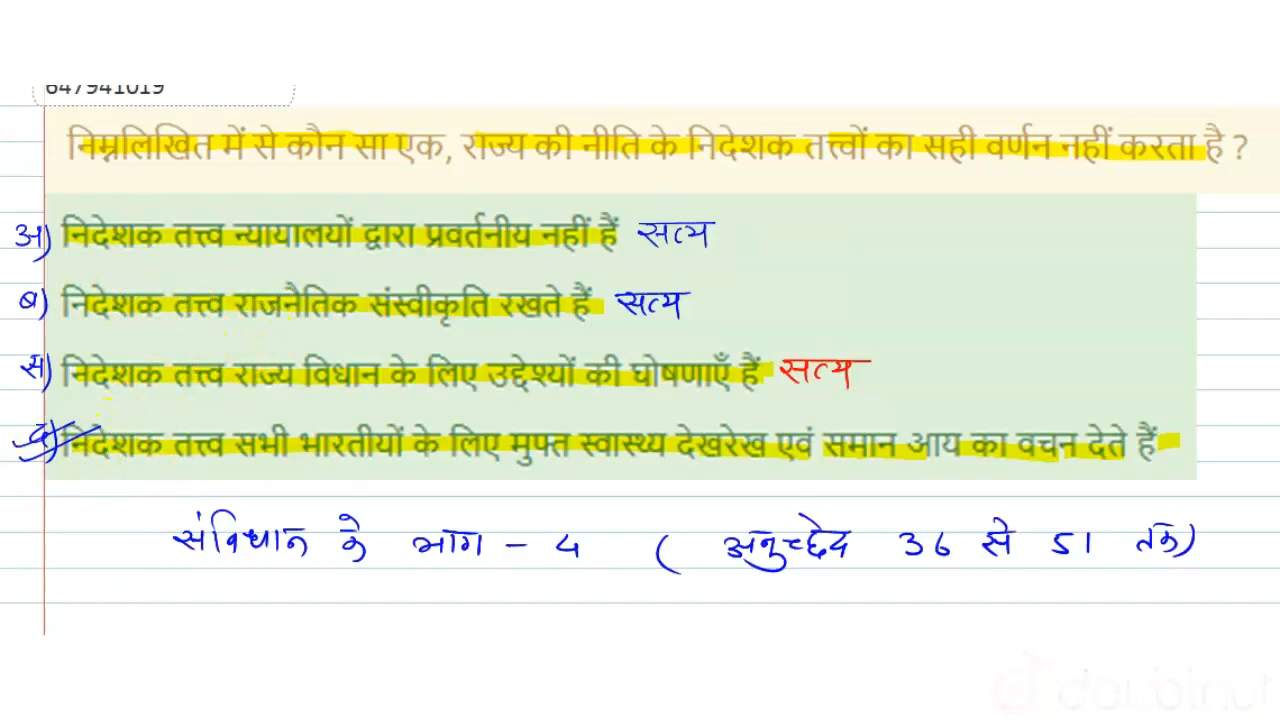 647941019
निम्नलिखित में से कौन सा एक, राज्य की नीति के निदेशक तत्त्वों का सही वर्णन नहीं करता है ?
अ) निदेशक तत्त्व न्यायालयों द्वारा प्रवर्तनीय नहीं हैं सत्य
ब) निदेशक तत्त्व राजनैतिक संस्वीकृति रखते हैं सत्य
स) निदेशक तत्त्व राज्य विधान के लिए उद्देश्यों की घोषणाएँ हैं सत्य
द) निदेशक तत्त्व सभी भारतीयों के लिए मुफ्त स्वास्थ्य देखरेख एवं समान आय का वचन देते हैं
संविधान के भाग - 4 ( अनुच्छेद 36 से 51 तक)
doubtnut